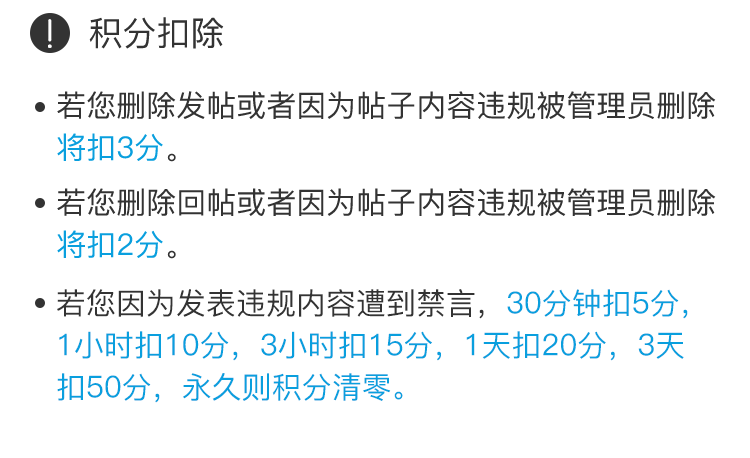 积分扣除
若您删除发帖或者因为帖子内容违规被管理员删除
将扣3分。
若您删除回帖或者因为帖子内容违规被管理员删除
将扣2分。
若您因为发表违规内容遭到禁言，30分钟扣5分，
1小时扣10分，3小时扣15分，1天扣20分，3天
扣50分，永久则积分清零。